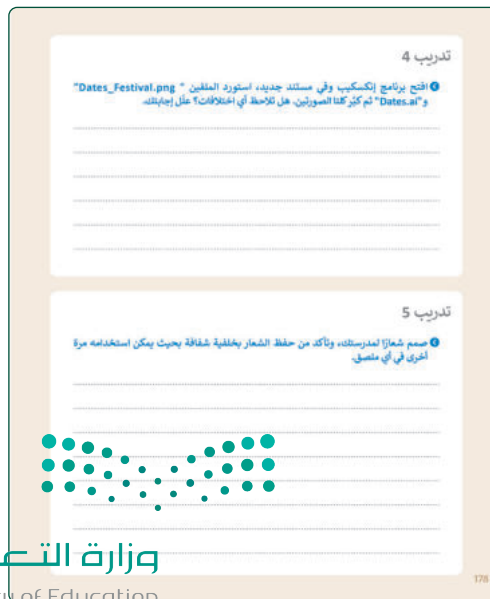 تدريب 4
افتح برنامج إنكسكيب وفي مستند جديد، استورد الملفين " Dates_Festival.png"
و"Dates.ai" ثم كبّر كلتا الصورتين. هل تلاحظ أي اختلافات؟ علّل إجابتك.
تدريب 5
صمم شعارًا لمدرستك، وتأكد من حفظ الشعار بخلفية شفافة بحيث يمكن استخدامه مرة
أخرى في أي ملصق.
وزارة التـعـ
y of Education
178